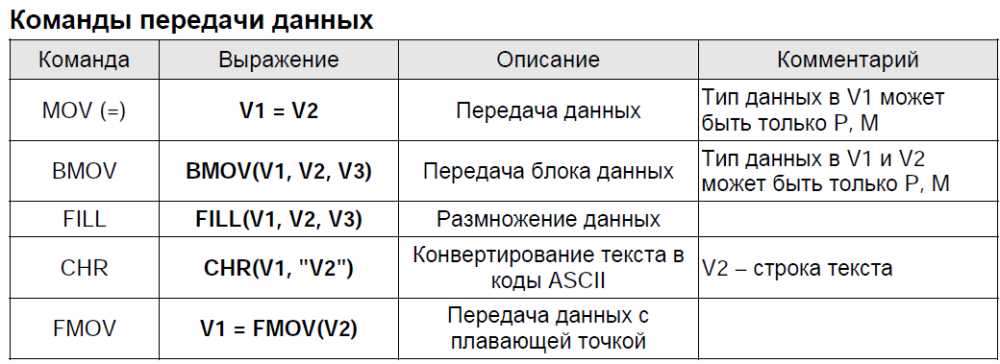 Команды передачи данных
Команда Выражение Описание Комментарий
MOV (=) V1 = V2 Передача данных Тип данных в V1 может
быть только P, M
BMOV BMOV(V1, V2, V3) Передача блока данных Тип данных в V1 и V2
может быть только P, M
FILL FILL(V1, V2, V3) Размножение данных
CHR CHR(V1, "V2") Конвертирование текста в
коды ASCII V2 – строка текста
FMOV V1 = FMOV(V2) Передача данных с
плавающей точкой